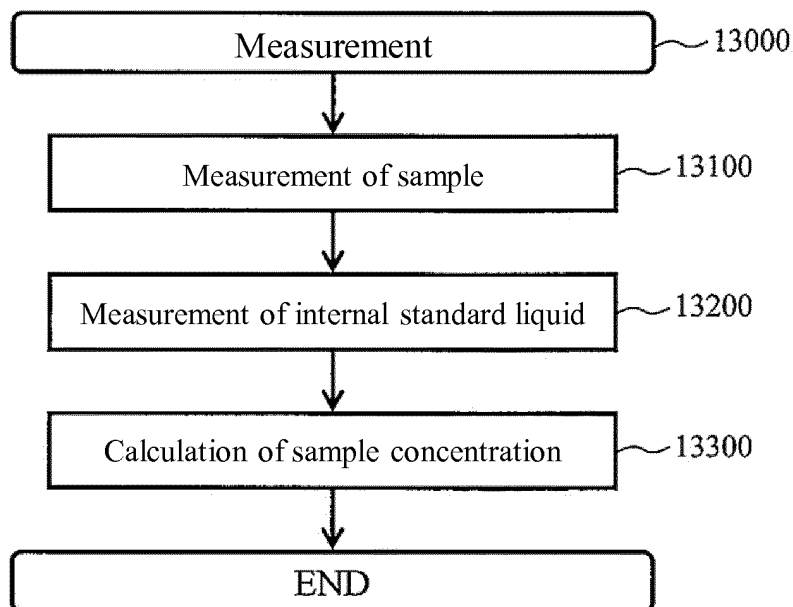 Measurement 13000
Measurement of sample 13100
Measurement of internal standard liquid 13200
Calculation of sample concentration 13300
END